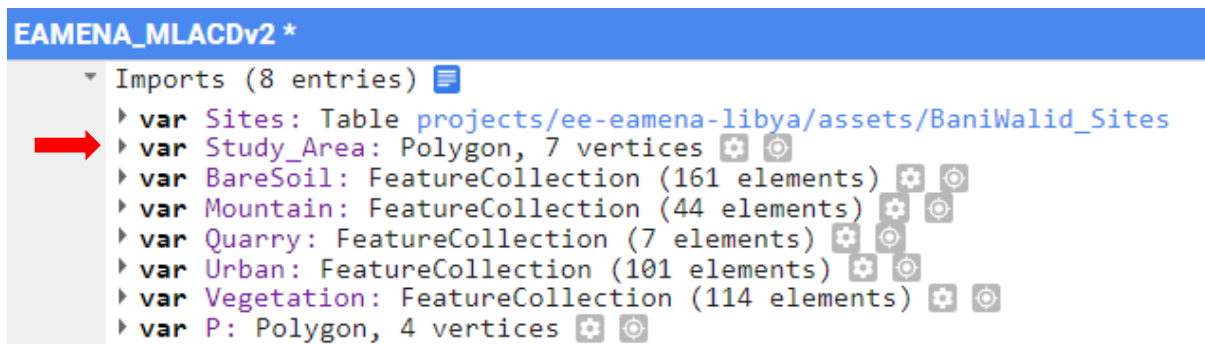 EAMENA_MLACDv2 *
Imports (8 entries)
var Sites: Table projects/ee-eamena-libya/assets/BaniWalid_Sites
var Study_Area: Polygon, 7 vertices
var BareSoil: FeatureCollection (161 elements)
var Mountain: FeatureCollection (44 elements)
var Quarry: FeatureCollection (7 elements)
var Urban: FeatureCollection (101 elements)
var Vegetation: FeatureCollection (114 elements)
var P: Polygon, 4 vertices